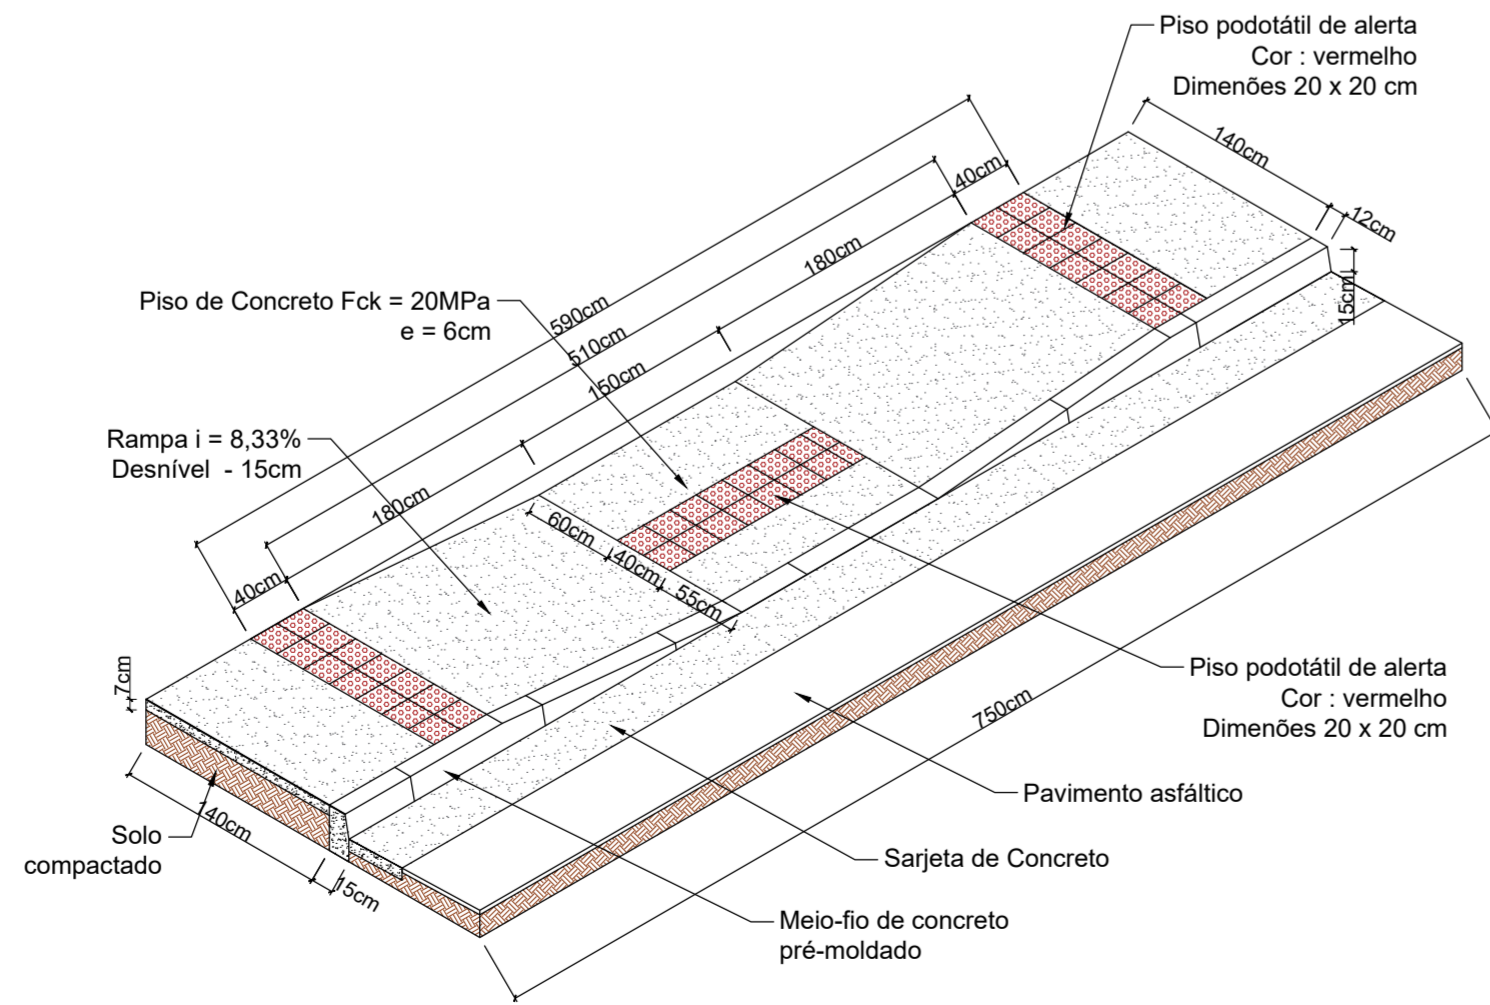 Piso podotátil de alerta
Cor : vermelho
Dimenões 20 x 20 cm
140cm
12cm
15cm
40cm
180cm
590cm
510cm
150cm
Piso de Concreto Fck = 20MPa
e = 6cm
Rampa i = 8,33%
Desnível - 15cm
180cm
40cm
60cm
40cm
55cm
7cm
Piso podotátil de alerta
Cor : vermelho
Dimenões 20 x 20 cm
750cm
Pavimento asfáltico
Solo
compactado
140cm
15cm
Sarjeta de Concreto
Meio-fio de concreto
pré-moldado